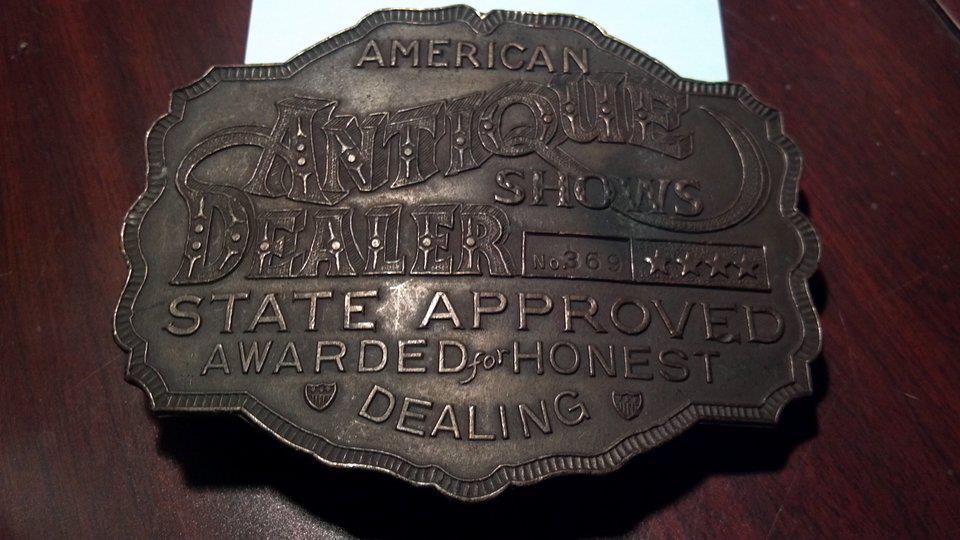 AMERICAN
ANTIQUE
SHOWS
DEALER
No.369
STATE APPROVED
AWARDED for HONEST
DEALING